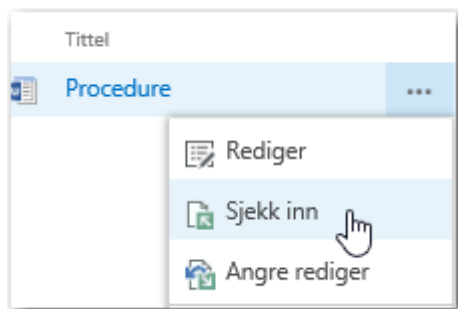 Tittel
Procedure ...
Rediger
Sjekk inn
Angre rediger